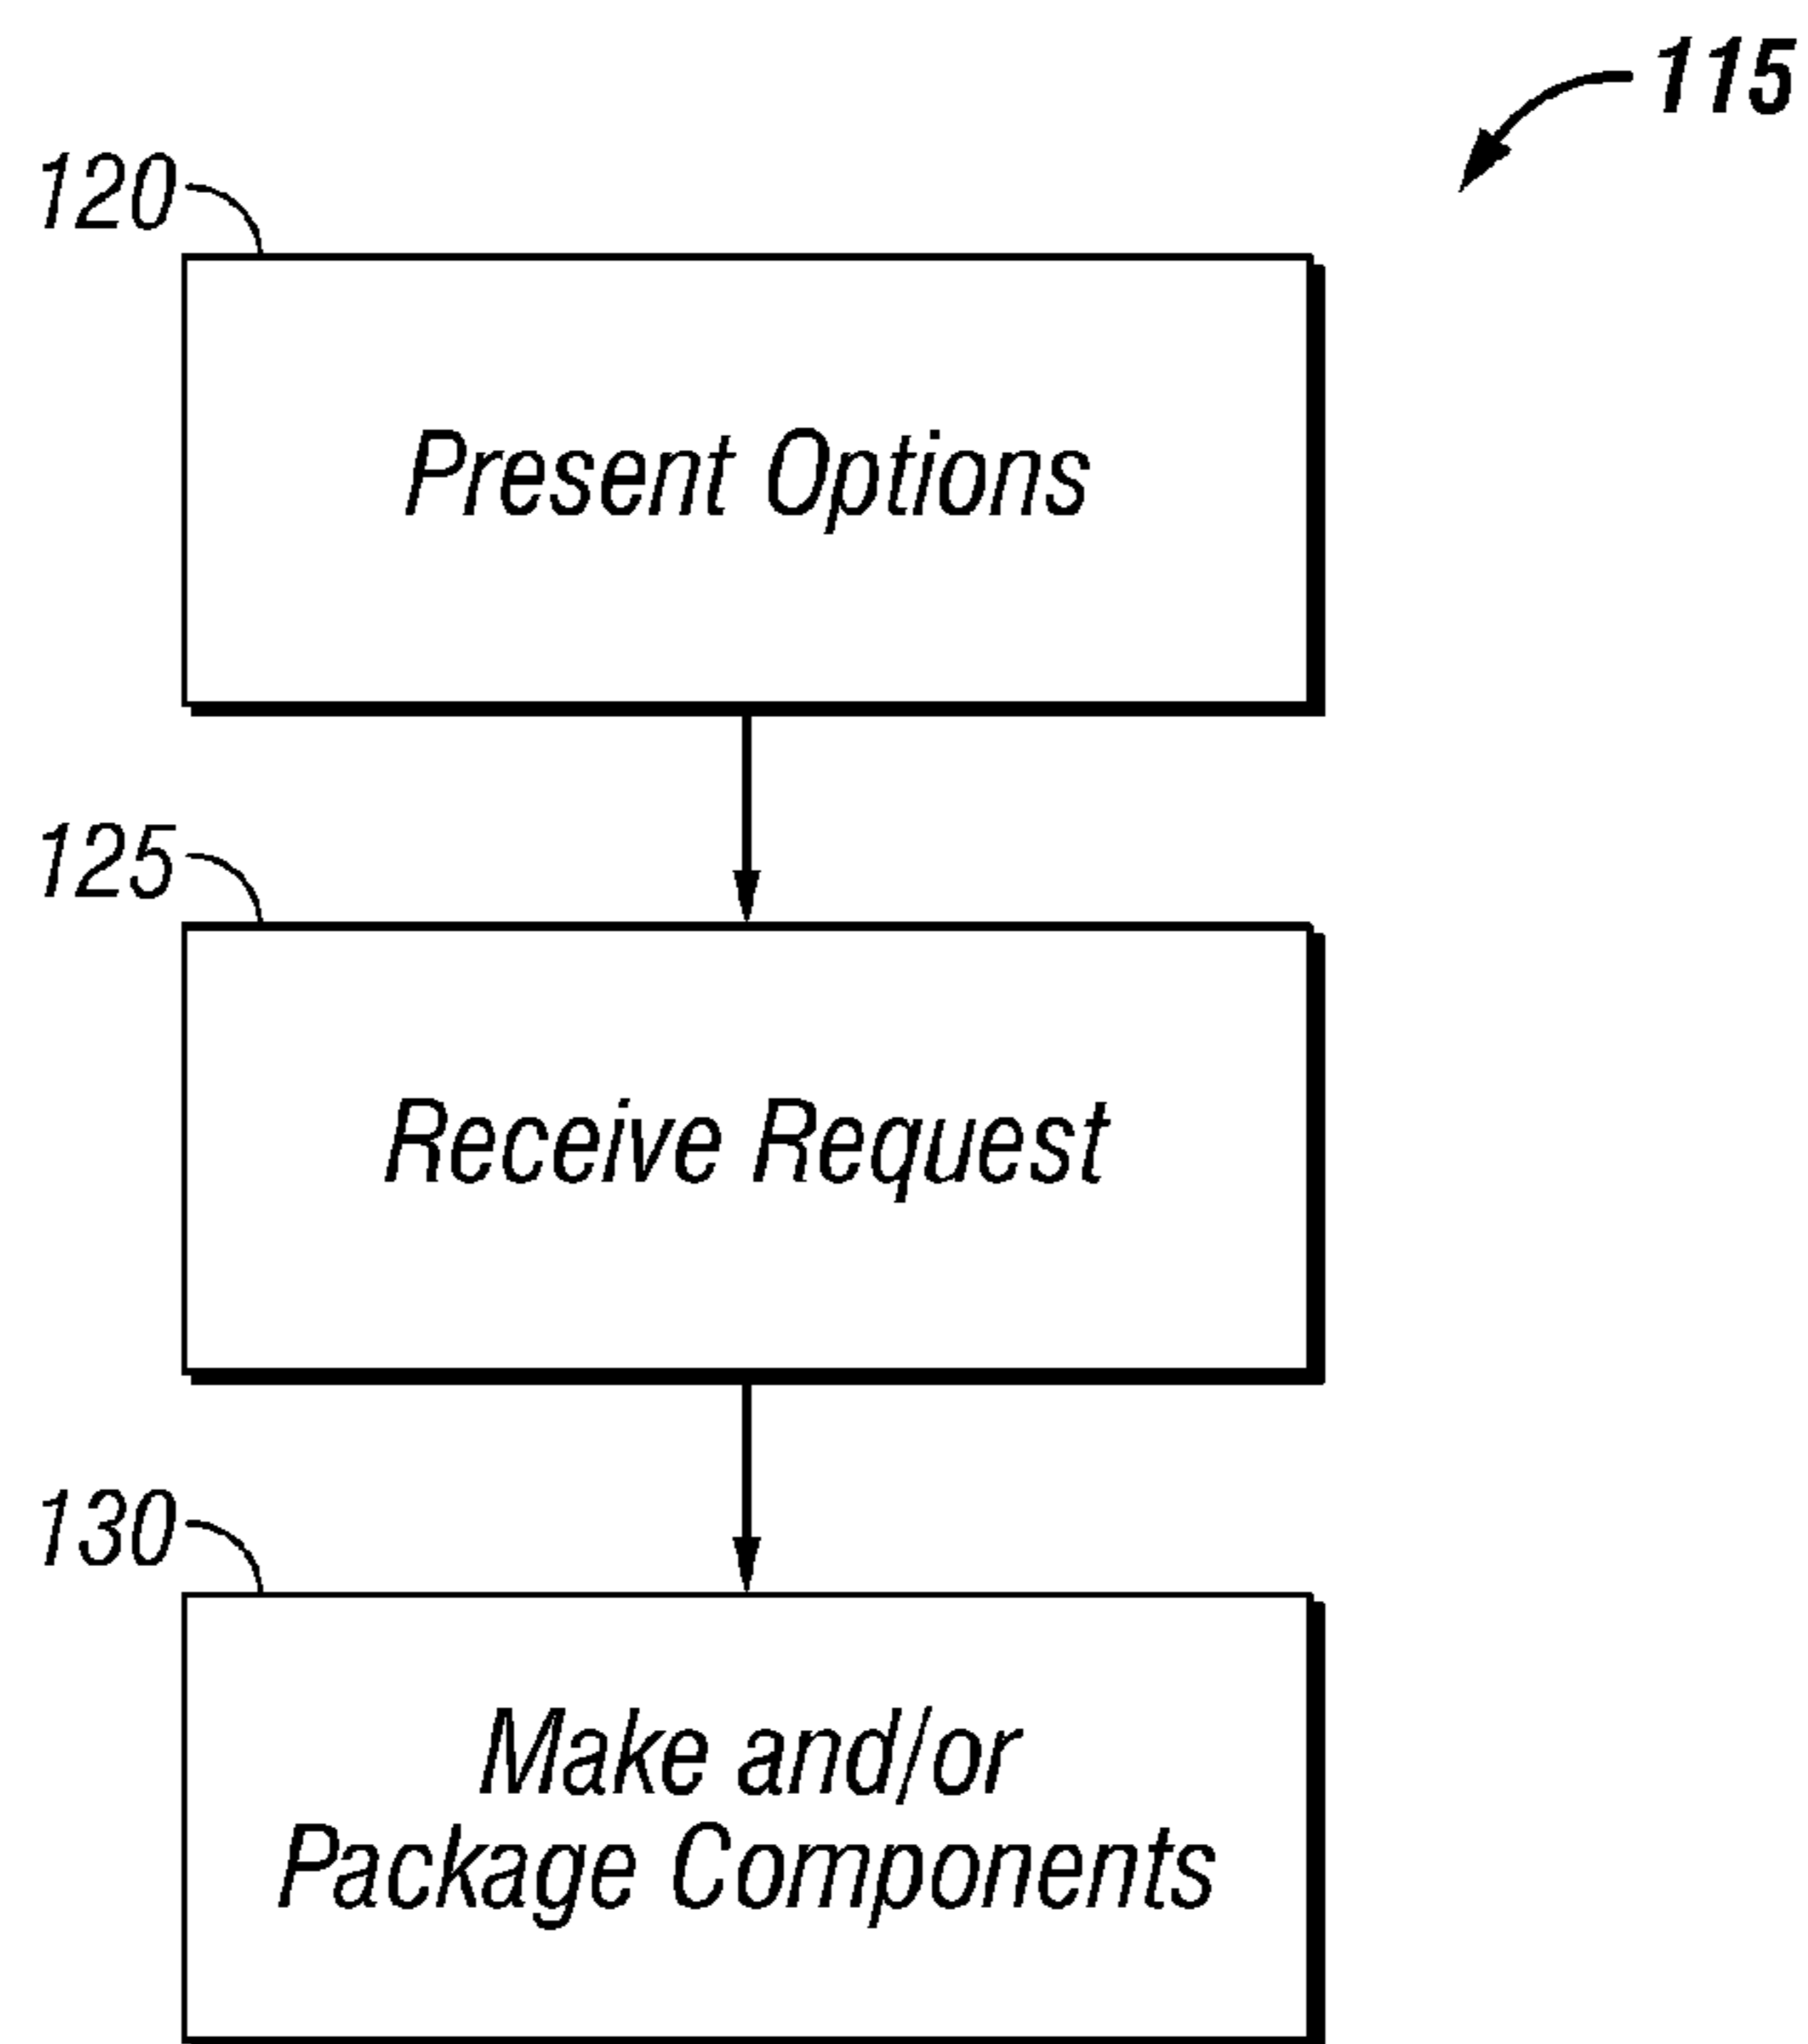 115
120
Present Options
125
Receive Request
130
Make and/or
Package Components